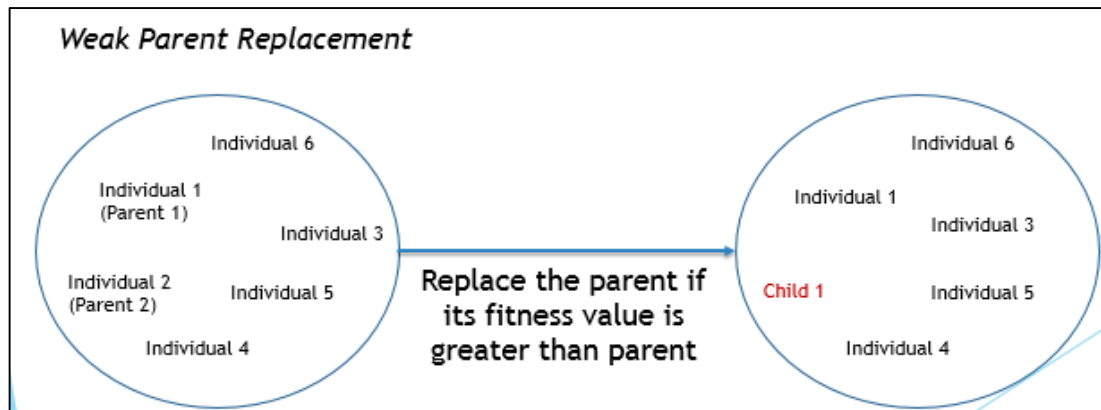 Weak Parent Replacement
Individual 6
Individual 1
(Parent 1)
Individual 3
Individual 2
(Parent 2)
Individual 5
Individual 4
Replace the parent if
its fitness value is
greater than parent
Individual 6
Individual 1
Individual 3
Child 1
Individual 5
Individual 4